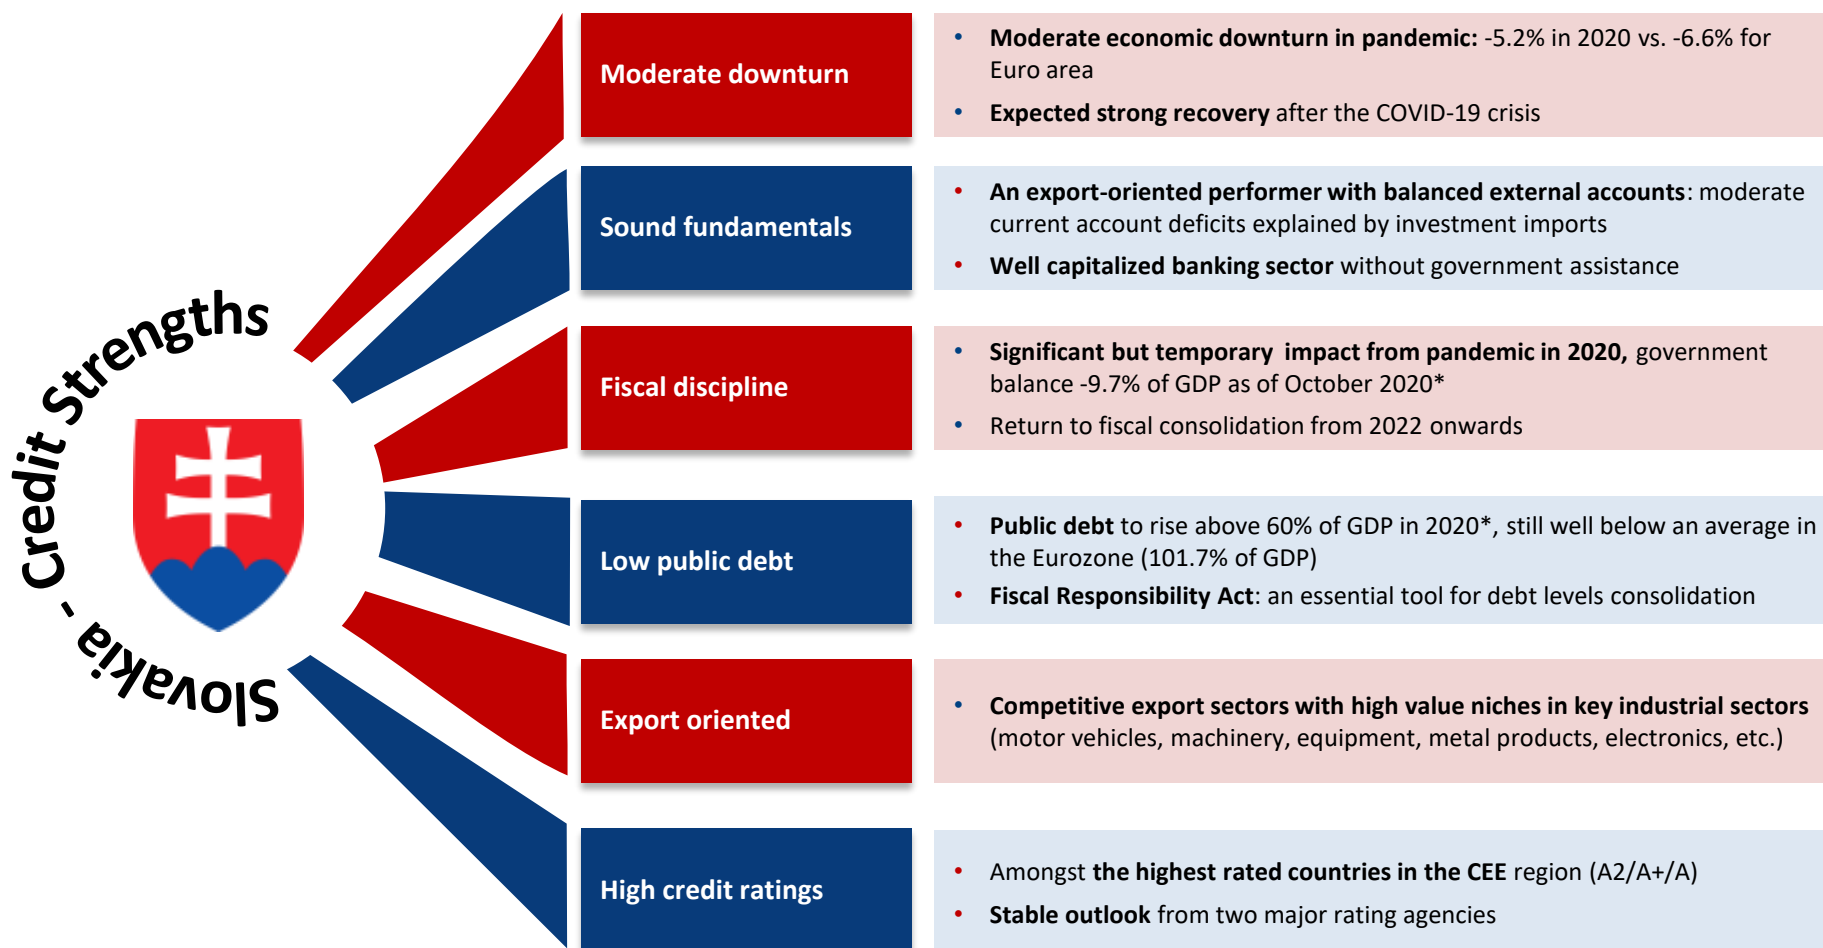 Slovakia - Credit Strengths
Moderate downturn
• Moderate economic downturn in pandemic: -5.2% in 2020 vs. -6.6% for
Euro area
• Expected strong recovery after the COVID-19 crisis
Sound fundamentals
• An export-oriented performer with balanced external accounts: moderate
current account deficits explained by investment imports
• Well capitalized banking sector without government assistance
Fiscal discipline
• Significant but temporary impact from pandemic in 2020, government
balance -9.7% of GDP as of October 2020*
• Return to fiscal consolidation from 2022 onwards
Low public debt
• Public debt to rise above 60% of GDP in 2020*, still well below an average in
the Eurozone (101.7% of GDP)
• Fiscal Responsibility Act: an essential tool for debt levels consolidation
Export oriented
• Competitive export sectors with high value niches in key industrial sectors
(motor vehicles, machinery, equipment, metal products, electronics, etc.)
High credit ratings
• Amongst the highest rated countries in the CEE region (A2/A+/A)
• Stable outlook from two major rating agencies